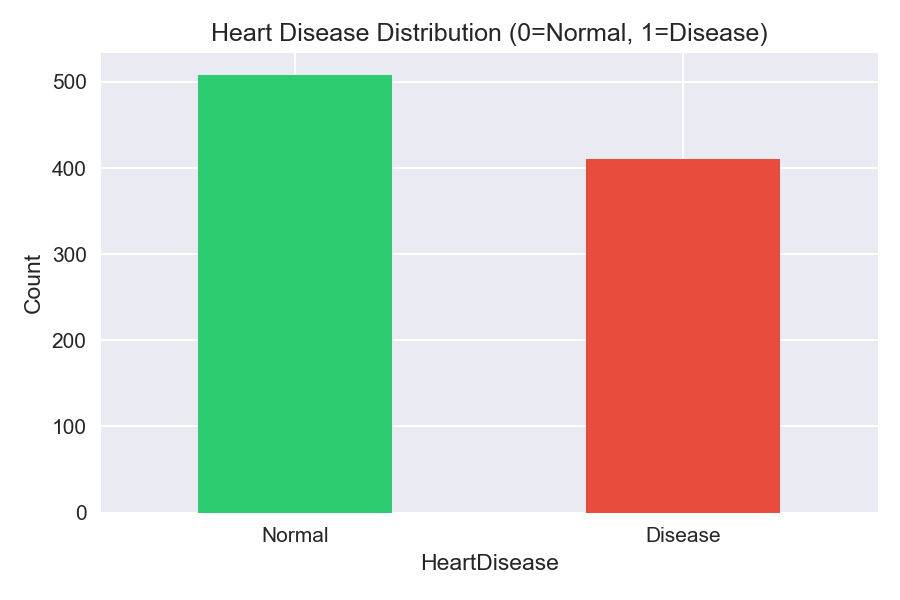 Heart Disease Distribution (0=Normal, 1=Disease)
500
400
300
200
100
0
Count
Normal Disease
HeartDisease